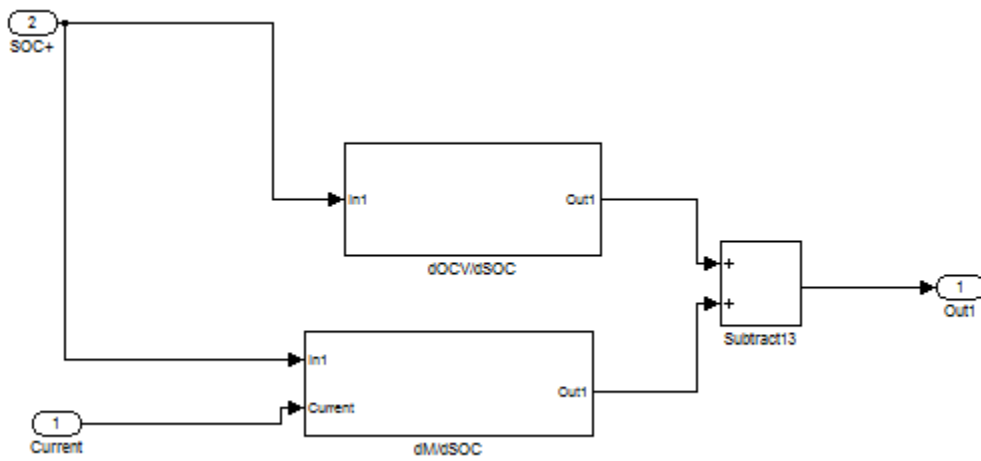 2
SOC+
In1
Out1
dOCV/dSOC
+
+
Subtract13
1
Out1
In1
Current
Out1
dM/dSOC
1
Current